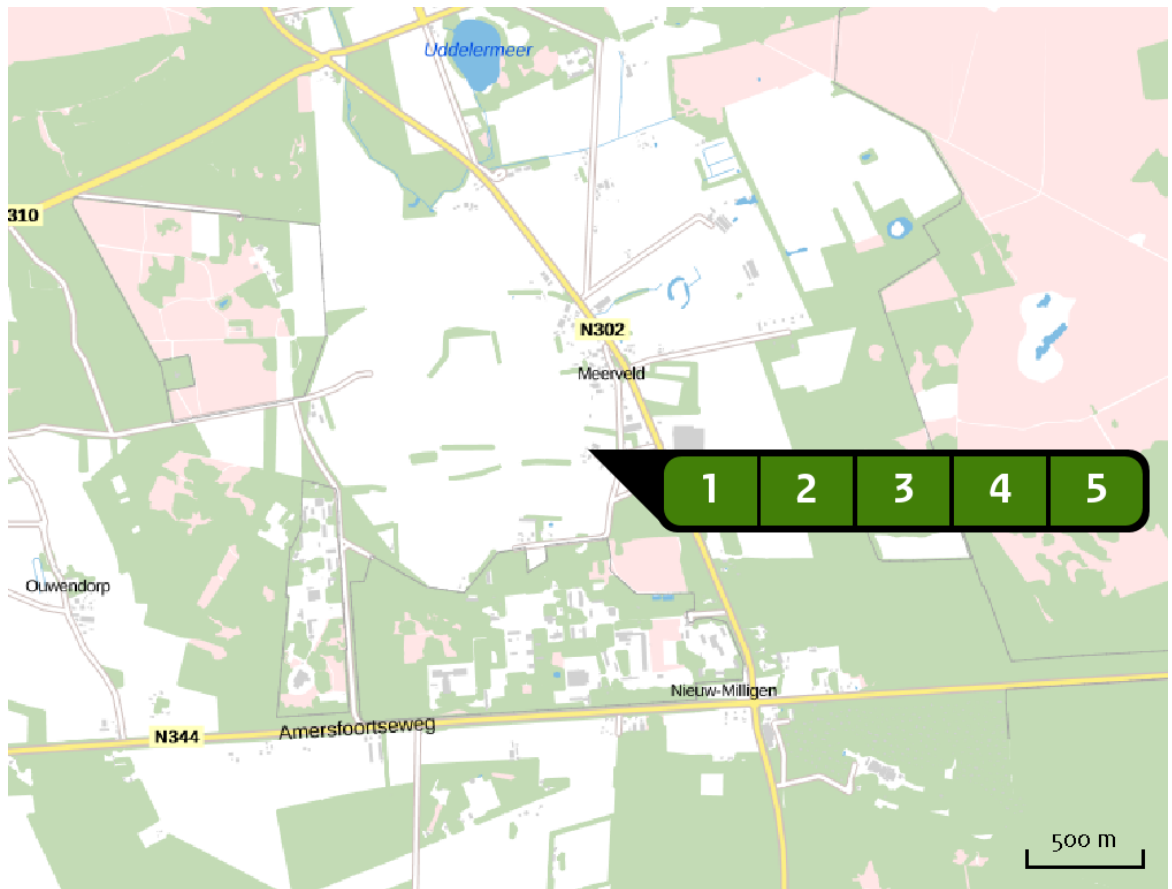 Uddelermeer
310
N302
Meerveld
1 2 3 4 5
Ouwendorp
Nieuw-Milligen
Amersfoortseweg
N344
500 m